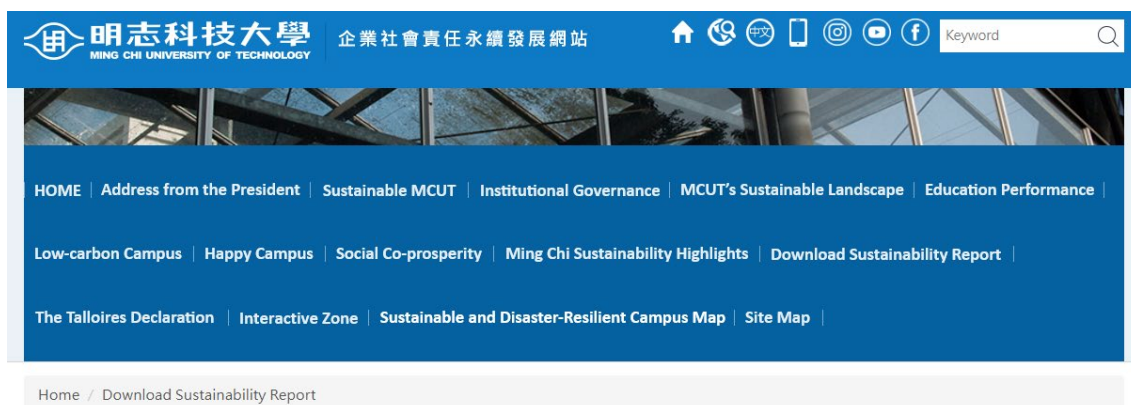 明志科技大學 企業社會責任永續發展網站 中文 Keyword
MING CHI UNIVERSITY OF TECHNOLOGY
HOME | Address from the President | Sustainable MCUT | Institutional Governance | MCUT's Sustainable Landscape | Education Performance |
Low-carbon Campus | Happy Campus | Social Co-prosperity | Ming Chi Sustainability Highlights | Download Sustainability Report |
The Talloires Declaration | Interactive Zone | Sustainable and Disaster-Resilient Campus Map | Site Map |
Home / Download Sustainability Report